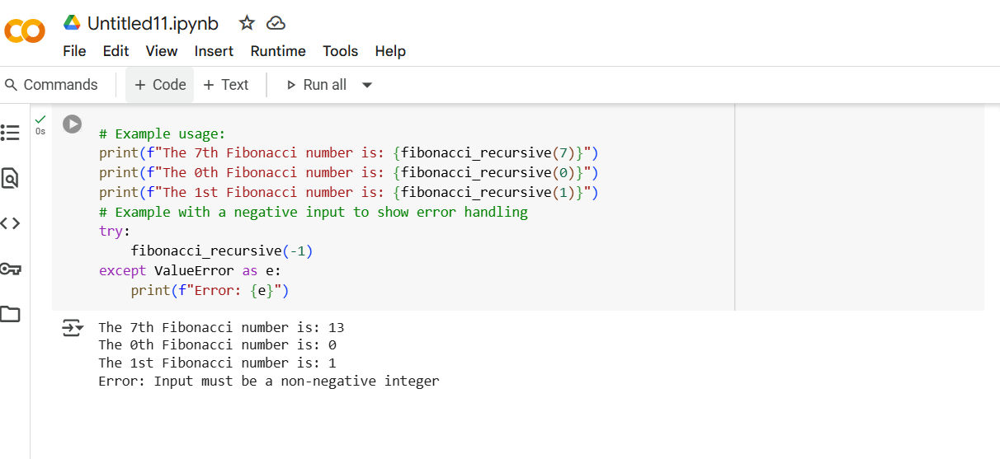 Untitled11.ipynb
File Edit View Insert Runtime Tools Help
Commands + Code + Text Run all
0s
# Example usage:
print(f"The 7th Fibonacci number is: {fibonacci_recursive(7)}")
print(f"The 0th Fibonacci number is: {fibonacci_recursive(0)}")
print(f"The 1st Fibonacci number is: {fibonacci_recursive(1)}")
# Example with a negative input to show error handling
try:
    fibonacci_recursive(-1)
except ValueError as e:
    print(f"Error: {e}")
The 7th Fibonacci number is: 13
The 0th Fibonacci number is: 0
The 1st Fibonacci number is: 1
Error: Input must be a non-negative integer